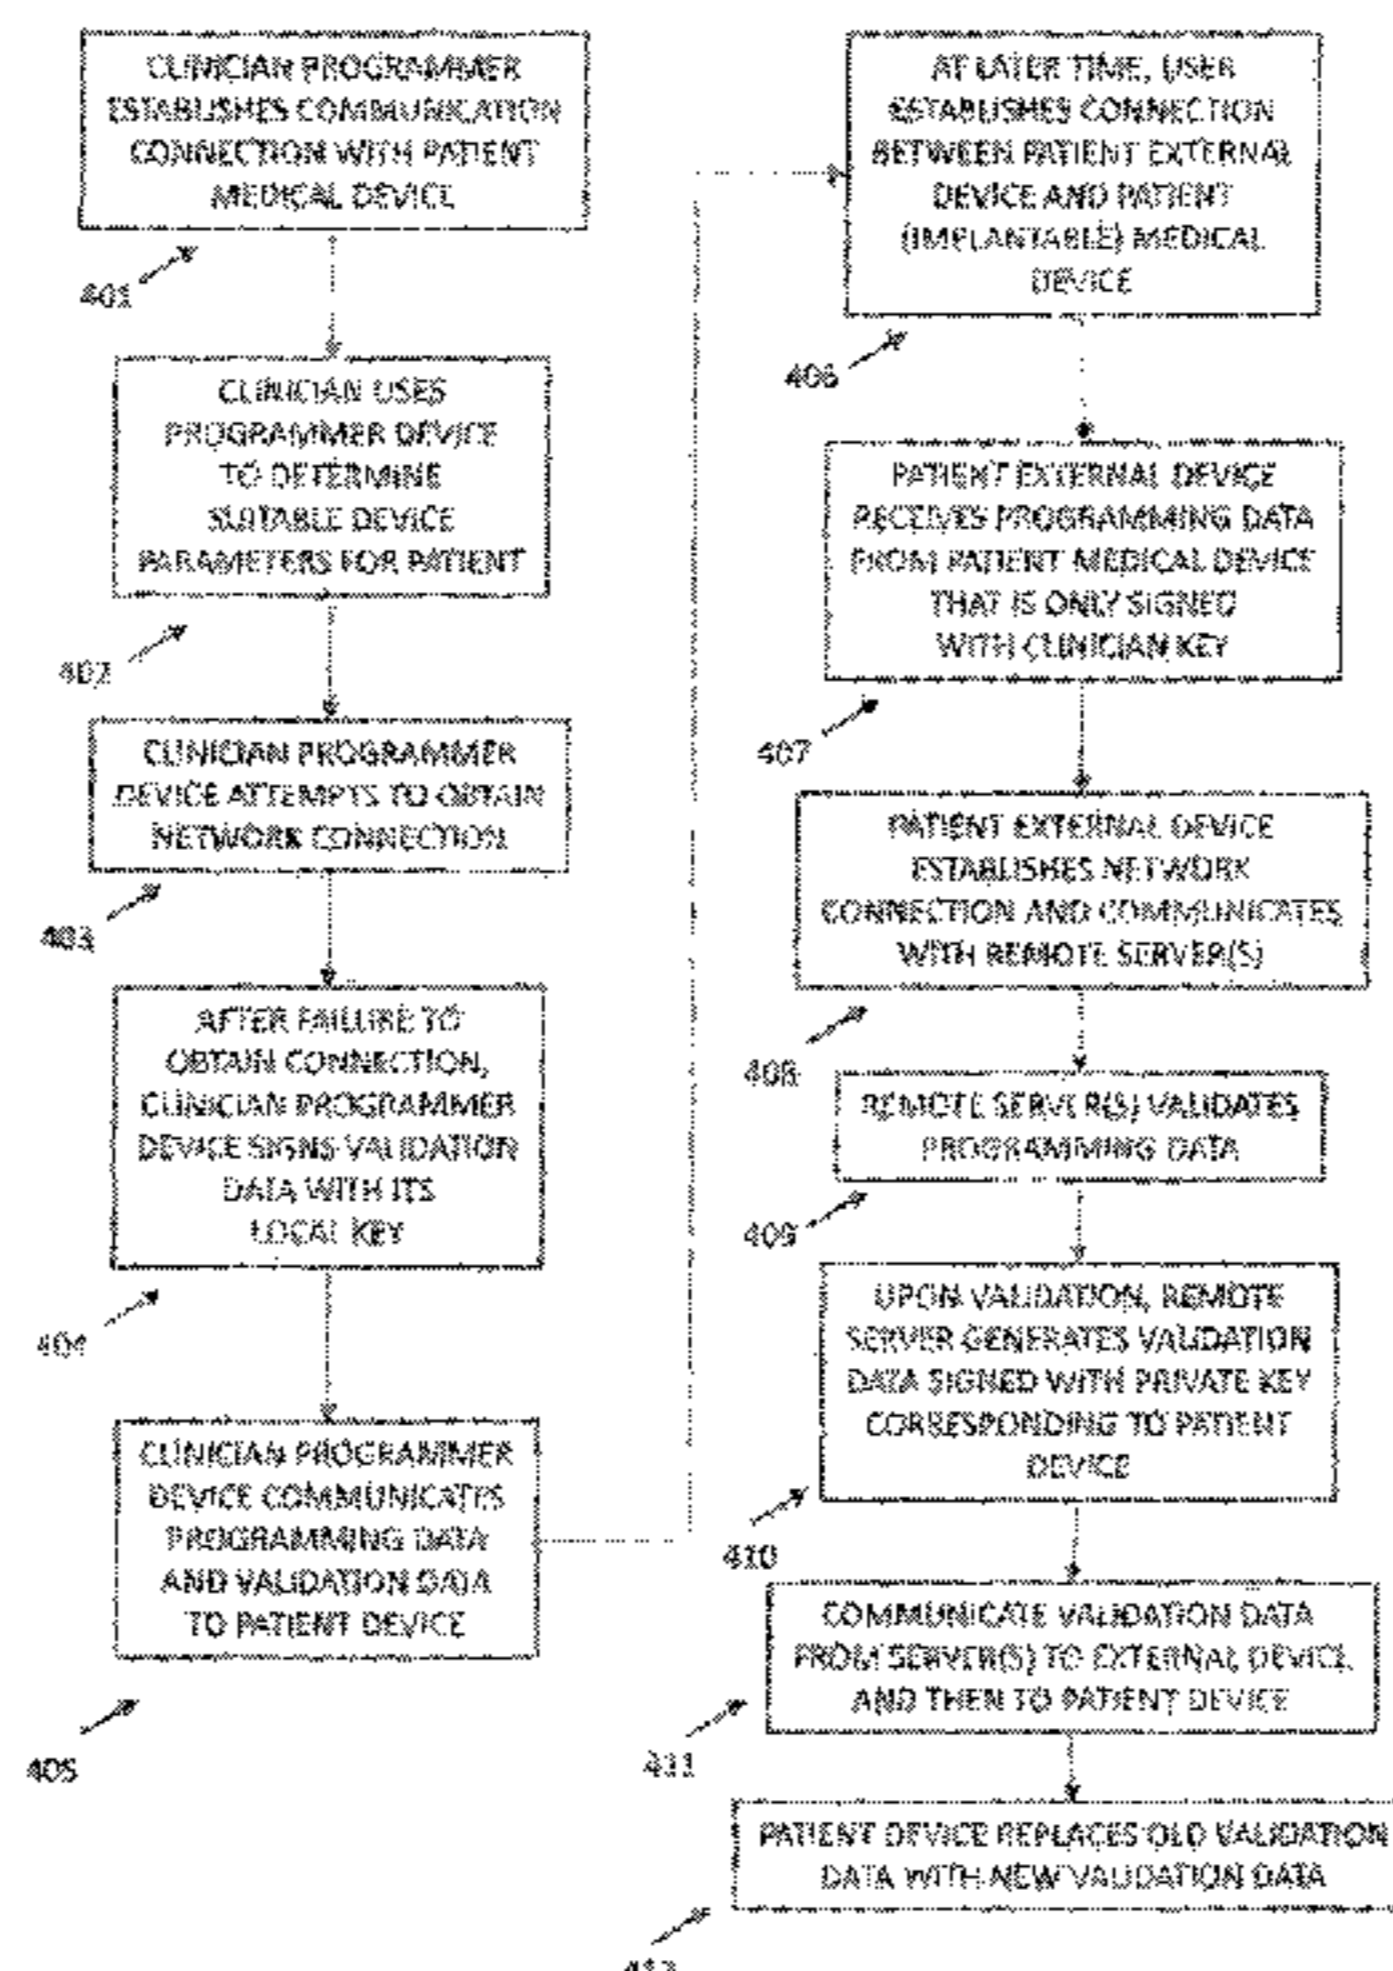 CLINICIAN PROGRAMMER
ESTABLISHES COMMUNICATION
CONNECTION WITH PATIENT
MEDICAL DEVICE
401
CLINICIAN USES
PROGRAMMER DEVICE
TO DETERMINE
SUITABLE DEVICE
PARAMETERS FOR PATIENT
402
CLINICIAN PROGRAMMER
DEVICE ATTEMPTS TO OBTAIN
NETWORK CONNECTION
403
AFTER FAILURE TO
OBTAIN CONNECTION,
CLINICIAN PROGRAMMER
DEVICE SIGNS VALIDATION
DATA WITH ITS
LOCAL KEY
404
CLINICIAN PROGRAMMER
DEVICE COMMUNICATES
PROGRAMMING DATA
AND VALIDATION DATA
TO PATIENT DEVICE
405
AT LATER TIME, USER
ESTABLISHES CONNECTION
BETWEEN PATIENT EXTERNAL
DEVICE AND PATIENT
(IMPLANTABLE) MEDICAL
DEVICE
406
PATIENT EXTERNAL DEVICE
RECEIVES PROGRAMMING DATA
FROM PATIENT MEDICAL DEVICE
THAT IS ONLY SIGNED
WITH CLINICIAN KEY
407
PATIENT EXTERNAL DEVICE
ESTABLISHES NETWORK
CONNECTION AND COMMUNICATES
WITH REMOTE SERVER(S)
408
REMOTE SERVER(S) VALIDATES
PROGRAMMING DATA
409
UPON VALIDATION, REMOTE
SERVER GENERATES VALIDATION
DATA SIGNED WITH PRIVATE KEY
CORRESPONDING TO PATIENT
DEVICE
410
COMMUNICATE VALIDATION DATA
FROM SERVER(S) TO EXTERNAL DEVICE
AND THEN TO PATIENT DEVICE
411
PATIENT DEVICE REPLACES OLD VALIDATION
DATA WITH NEW VALIDATION DATA
412